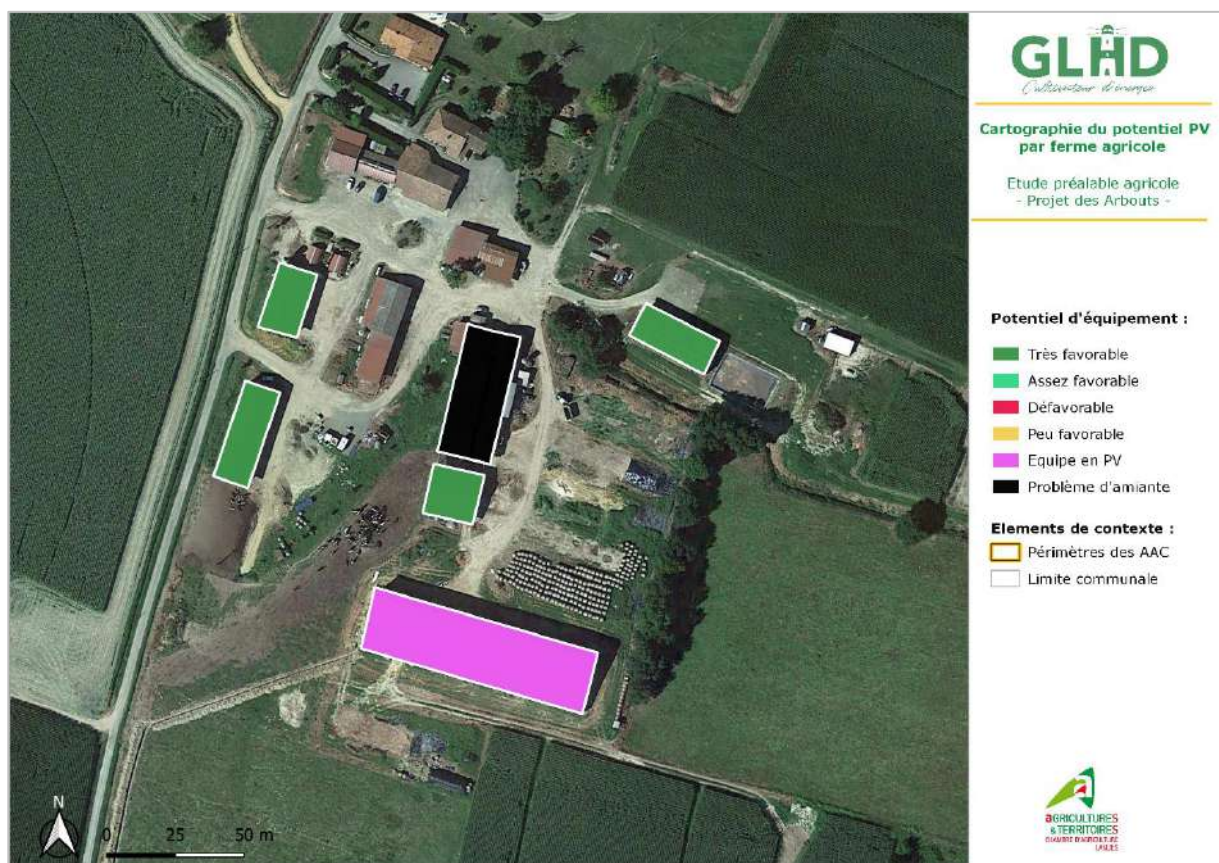 GLHD
Cultivateur d'énergies
Cartographie du potentiel PV
par ferme agricole
Etude préalable agricole
- Projet des Arbouts -
Potentiel d'équipement :
Très favorable
Assez favorable
Défavorable
Peu favorable
Equipe en PV
Problème d'amiante
Elements de contexte :
Périmètres des AAC
Limite communale
N
0 25 50 m
aGRICULTURES
& TERRITOIRES
CHAMBRE D'AGRICULTURE
LANDES